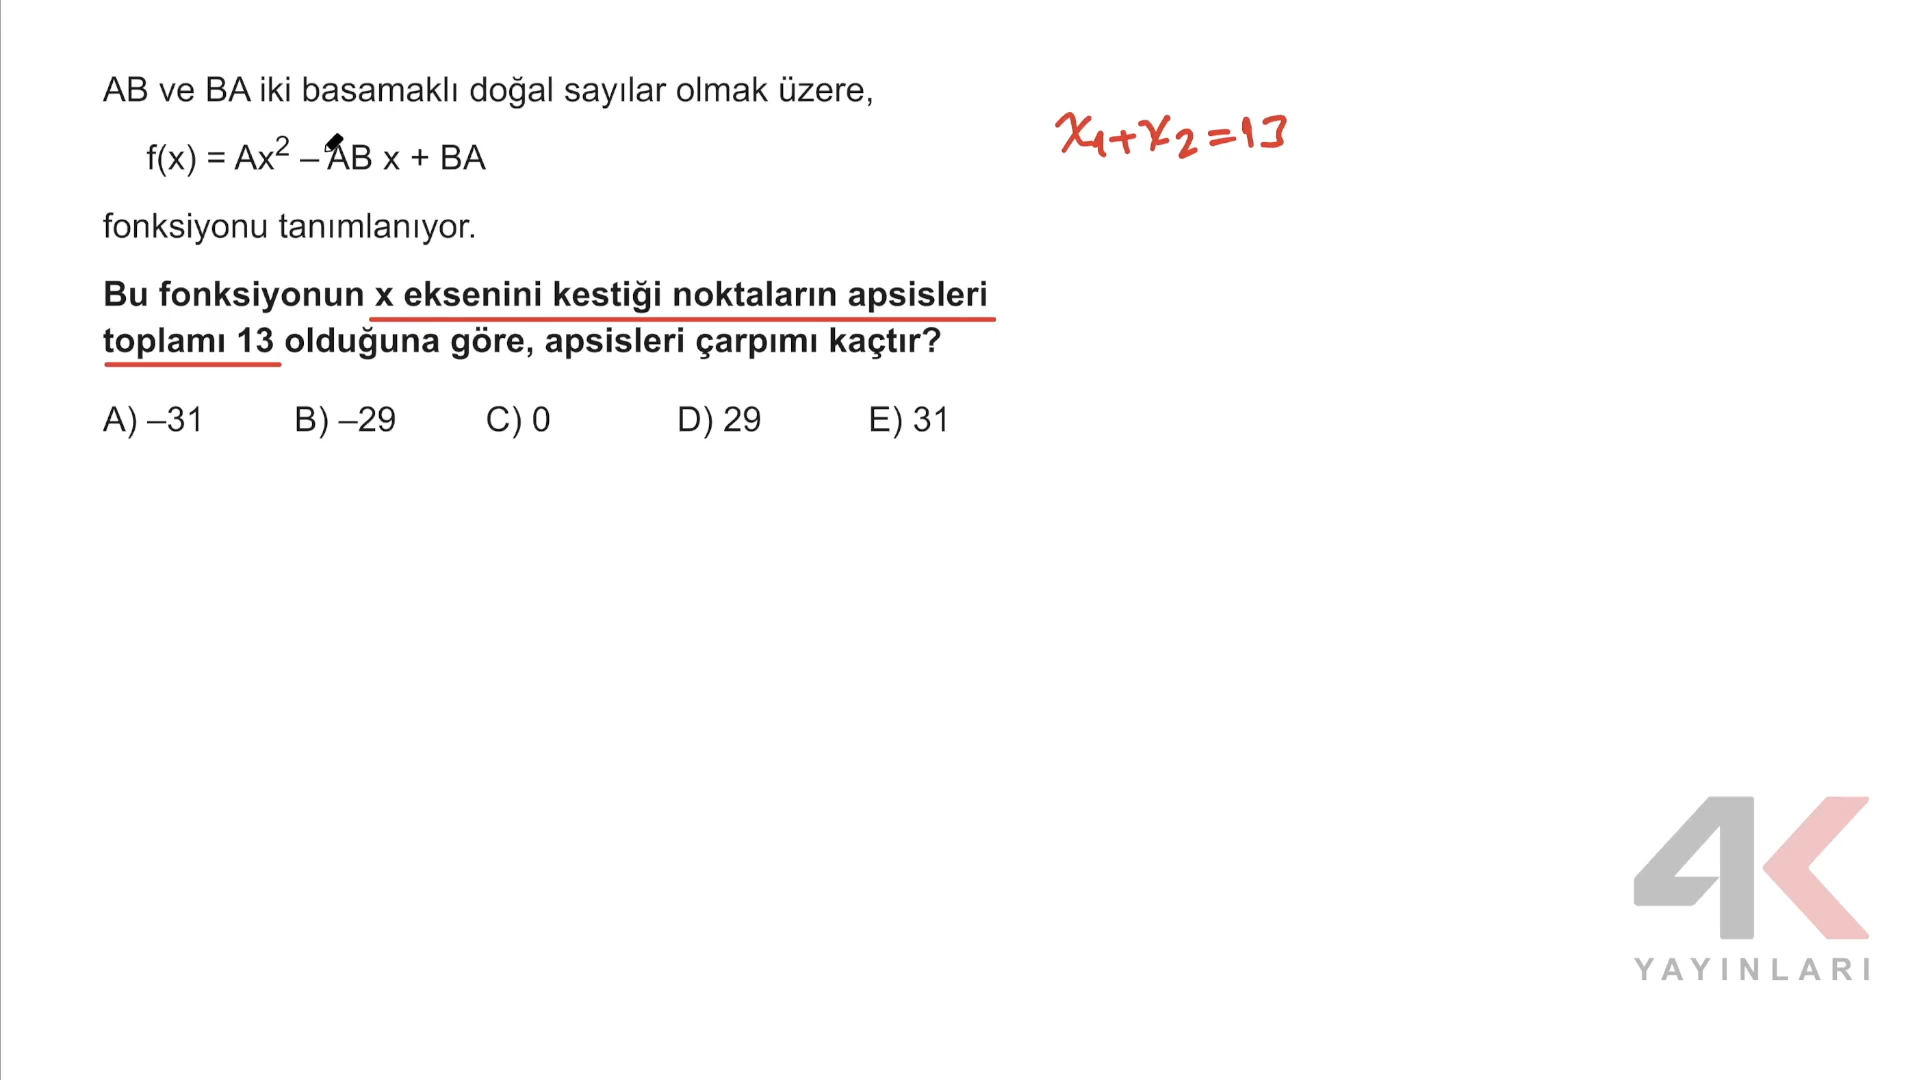 AB ve BA iki basamaklı doğal sayılar olmak üzere,
f(x) = Ax² – AB x + BA
fonksiyonu tanımlanıyor.
Bu fonksiyonun x eksenini kestiği noktaların apsisleri
toplamı 13 olduğuna göre, apsisleri çarpımı kaçtır?
A) –31 B) –29 C) 0 D) 29 E) 31
x₁+x₂=13
4K
YAYINLARI